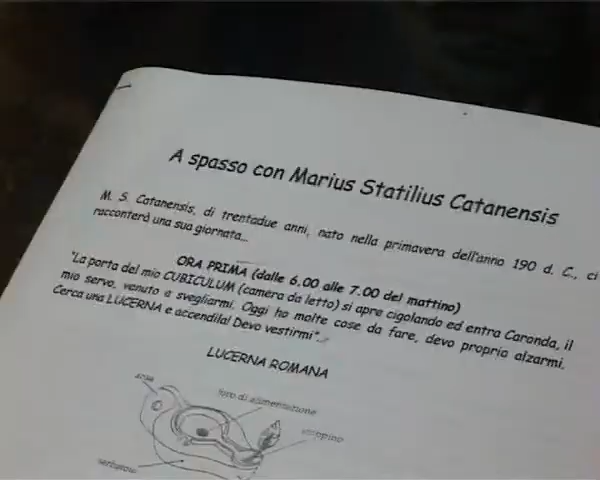 A spasso con Marius Statilius Catanensis
M. S. Catanensis, di trentadue anni, nato nella primavera dell'anno 190 d. C., ci
racconterà una sua giornata...
ORA PRIMA (dalle 6.00 alle 7.00 del mattino)
"La porta del mio CUBICULUM (camera da letto) si apre cigolando ed entra Caronda, il
mio servo, venuto a svegliarmi. Oggi ho molte cose da fare, devo proprio alzarmi.
Cerca una LUCERNA e accendila! Devo vestirmi"...
LUCERNA ROMANA
ansa
foro di alimentazione
stoppino
serbatoio